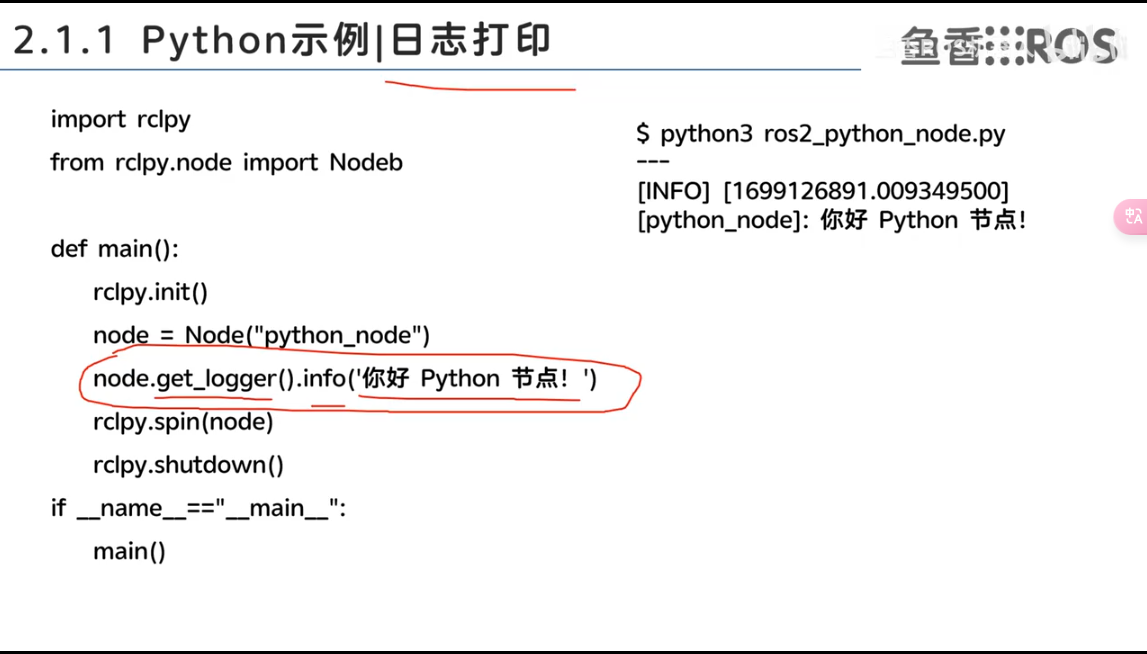 2.1.1 Python示例|日志打印
鱼香ROS
import rclpy
from rclpy.node import Nodeb
def main():
rclpy.init()
node = Node("python_node")
node.get_logger().info('你好 Python 节点！')
rclpy.spin(node)
rclpy.shutdown()
if __name__=="__main__":
main()
$ python3 ros2_python_node.py
---
[INFO] [1699126891.009349500]
[python_node]: 你好 Python 节点！